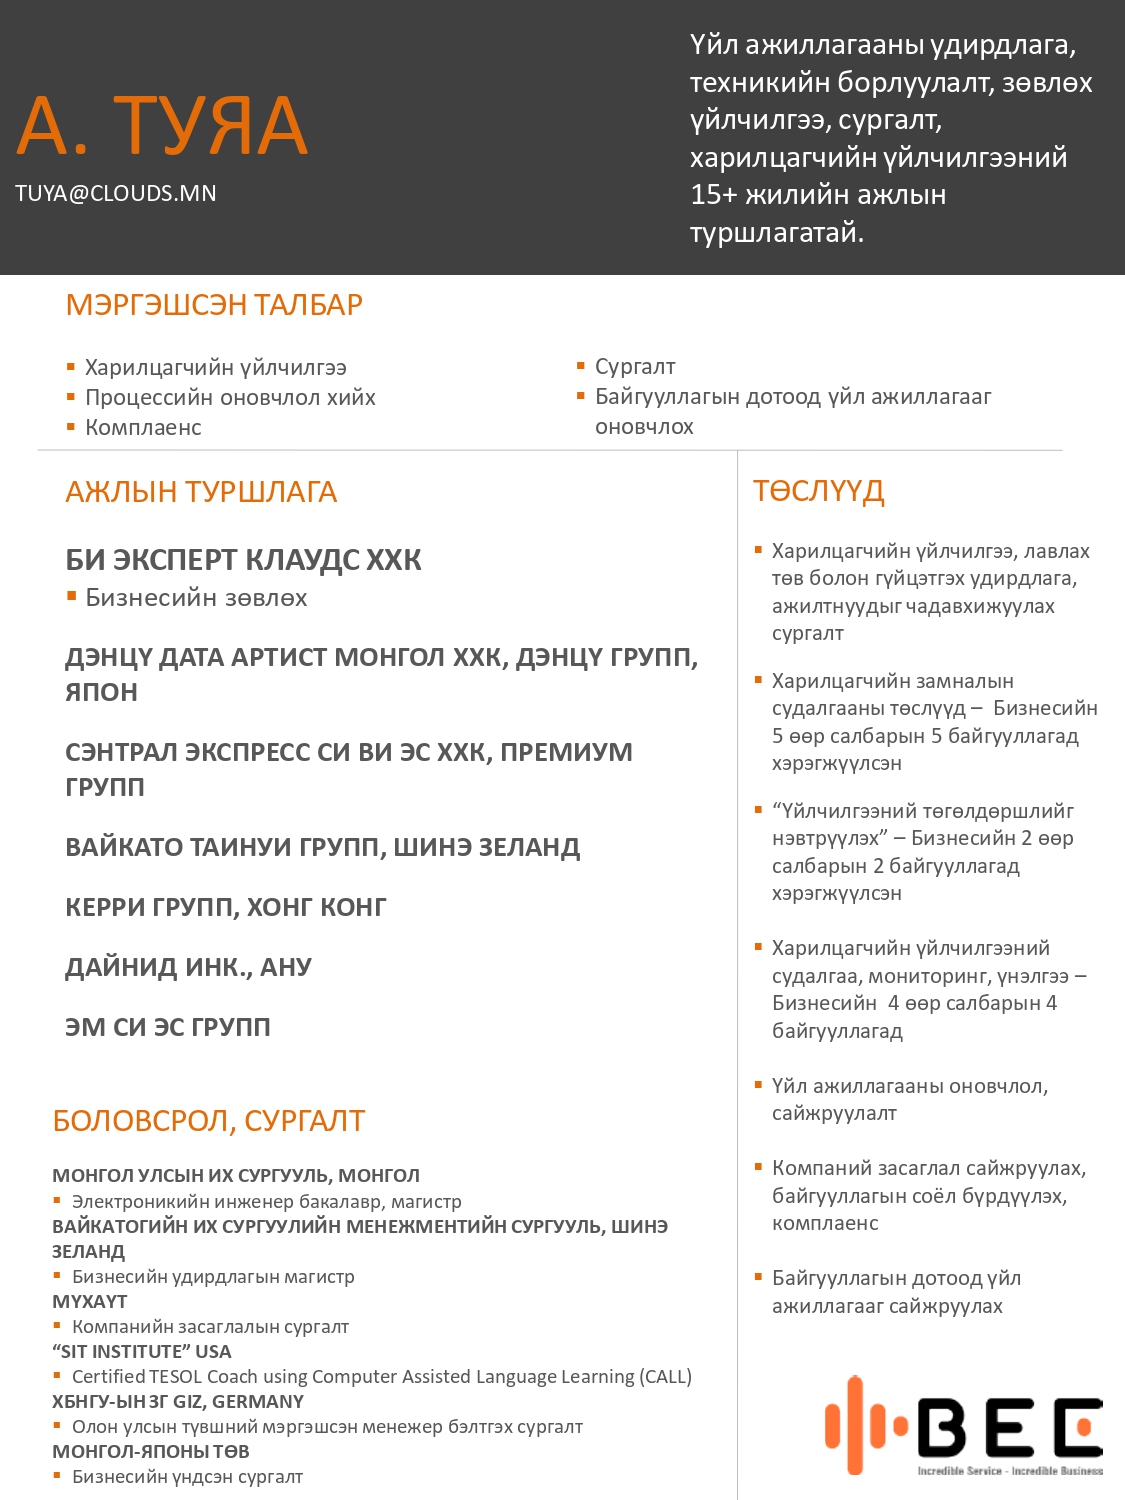 А. ТУЯА
TUYA@CLOUDS.MN
Үйл ажиллагааны удирдлага,
техникийн борлуулалт, зөвлөх
үйлчилгээ, сургалт,
харилцагчийн үйлчилгээний
15+ жилийн ажлын
туршлагатай.
МЭРГЭШСЭН ТАЛБАР
▪ Харилцагчийн үйлчилгээ
▪ Процессийн оновчлол хийх
▪ Комплаенс
▪ Сургалт
▪ Байгууллагын дотоод үйл ажиллагааг
оновчлох
АЖЛЫН ТУРШЛАГА
БИ ЭКСПЕРТ КЛАУДС ХХК
▪ Бизнесийн зөвлөх
ДЭНЦҮ ДАТА АРТИСТ МОНГОЛ ХХК, ДЭНЦҮ ГРУПП,
ЯПОН
СЭНТРАЛ ЭКСПРЕСС СИ ВИ ЭС ХХК, ПРЕМИУМ
ГРУПП
ВАЙКАТО ТАИНУИ ГРУПП, ШИНЭ ЗЕЛАНД
КЕРРИ ГРУПП, ХОНГ КОНГ
ДАЙНИД ИНК., АНУ
ЭМ СИ ЭС ГРУПП
БОЛОВСРОЛ, СУРГАЛТ
МОНГОЛ УЛСЫН ИХ СУРГУУЛЬ, МОНГОЛ
▪ Электроникийн инженер бакалавр, магистр
ВАЙКАТОГИЙН ИХ СУРГУУЛИЙН МЕНЕЖМЕНТИЙН СУРГУУЛЬ, ШИНЭ
ЗЕЛАНД
▪ Бизнесийн удирдлагын магистр
МҮХАҮТ
▪ Компанийн засаглалын сургалт
“SIT INSTITUTE” USA
▪ Certified TESOL Coach using Computer Assisted Language Learning (CALL)
ХБНГУ-ЫН ЗГ GIZ, GERMANY
▪ Олон улсын түвшний мэргэшсэн менежер бэлтгэх сургалт
МОНГОЛ-ЯПОНЫ ТӨВ
▪ Бизнесийн үндсэн сургалт
ТӨСЛҮҮД
▪ Харилцагчийн үйлчилгээ, лавлах
төв болон гүйцэтгэх удирдлага,
ажилтнуудыг чадавхижуулах
сургалт
▪ Харилцагчийн замналын
судалгааны төслүүд – Бизнесийн
5 өөр салбарын 5 байгууллагад
хэрэгжүүлсэн
▪ “Үйлчилгээний төгөлдөршлийг
нэвтрүүлэх” – Бизнесийн 2 өөр
салбарын 2 байгууллагад
хэрэгжүүлсэн
▪ Харилцагчийн үйлчилгээний
судалгаа, мониторинг, үнэлгээ –
Бизнесийн 4 өөр салбарын 4
байгууллагад
▪ Үйл ажиллагааны оновчлол,
сайжруулалт
▪ Компаний засаглал сайжруулах,
байгууллагын соёл бүрдүүлэх,
комплаенс
▪ Байгууллагын дотоод үйл
ажиллагааг сайжруулах
BEC
Incredible Service - Incredible Business